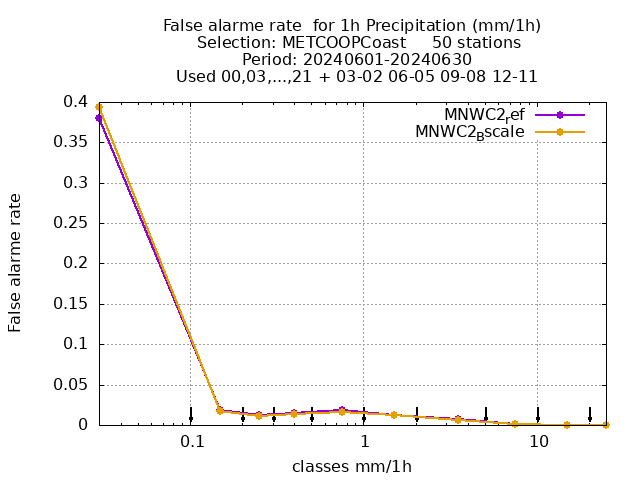 False alarme rate  for 1h Precipitation (mm/1h)
Selection: METCOOPCoast     50 stations
Period: 20240601-20240630
Used 00,03,...,21 + 03-02 06-05 09-08 12-11
MNWC2ref
MNWC2Bscale
0.4
0.35
0.3
0.25
0.2
0.15
0.1
0.05
0
False alarme rate
0.1
1
10
classes mm/1h